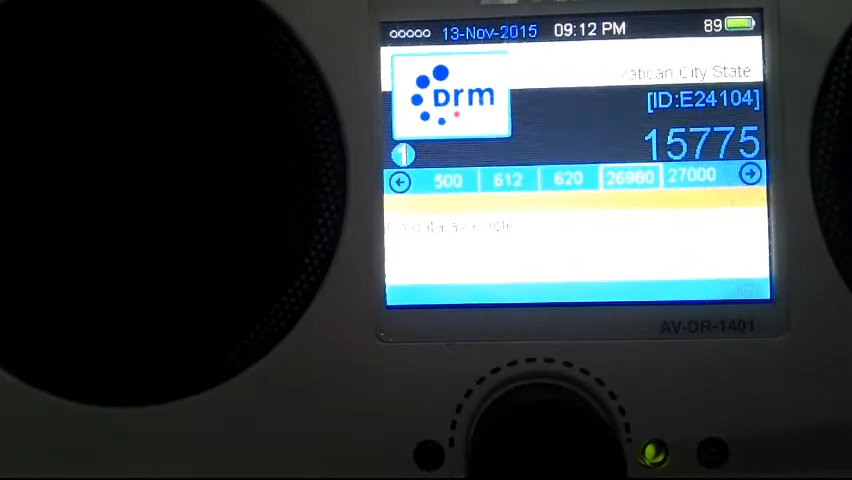 13-Nov-2015 09:12 PM 89
Drm
Vatican City State
[ID:E24104]
15775
1
500 612 620 26980 27000
AV-DR-1401